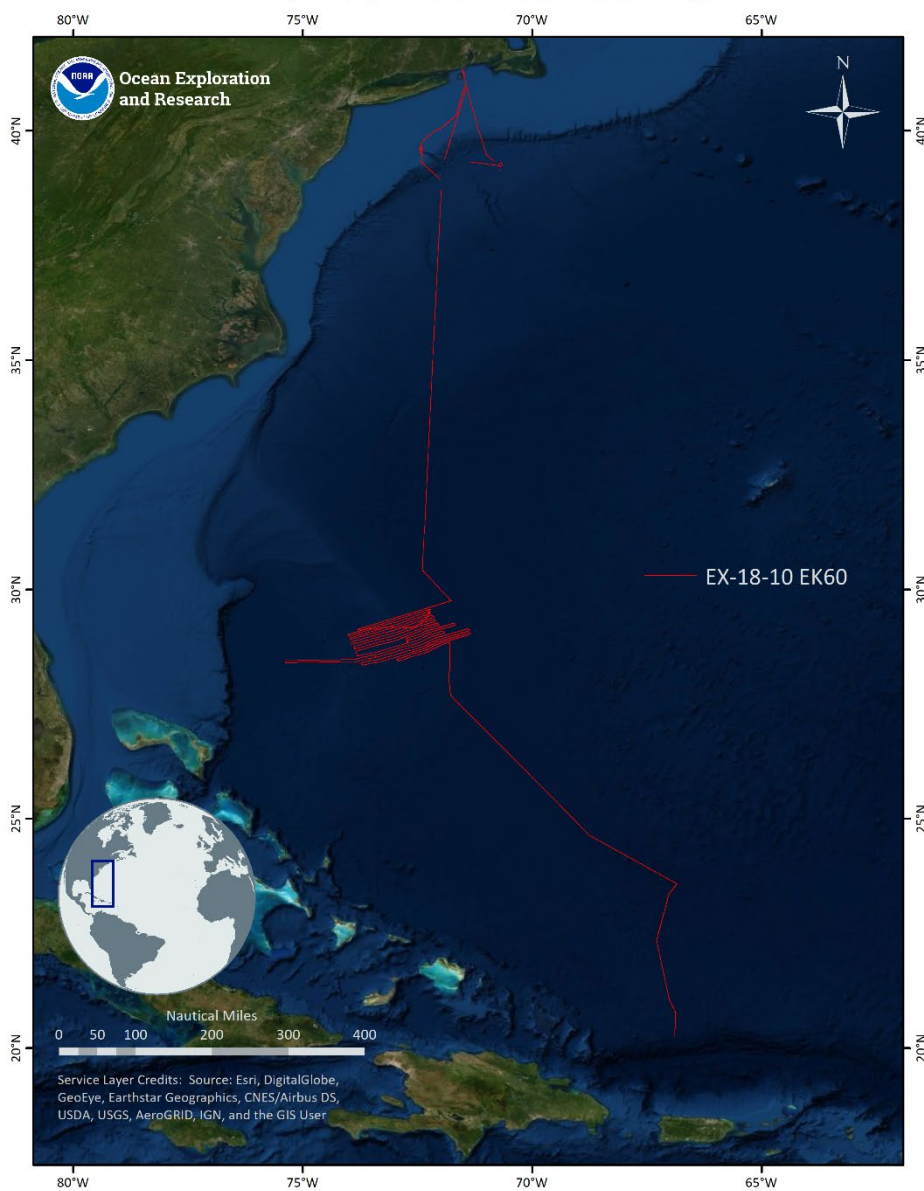 80°W 75°W 70°W 65°W
NOAA
Ocean Exploration
and Research
N
40°N 40°N
35°N 35°N
EX-18-10 EK60
30°N 30°N
25°N 25°N
Nautical Miles
0 50 100 200 300 400
20°N 20°N
Service Layer Credits: Source: Esri, DigitalGlobe,
GeoEye, Earthstar Geographics, CNES/Airbus DS,
USDA, USGS, AeroGRID, IGN, and the GIS User
80°W 75°W 70°W 65°W